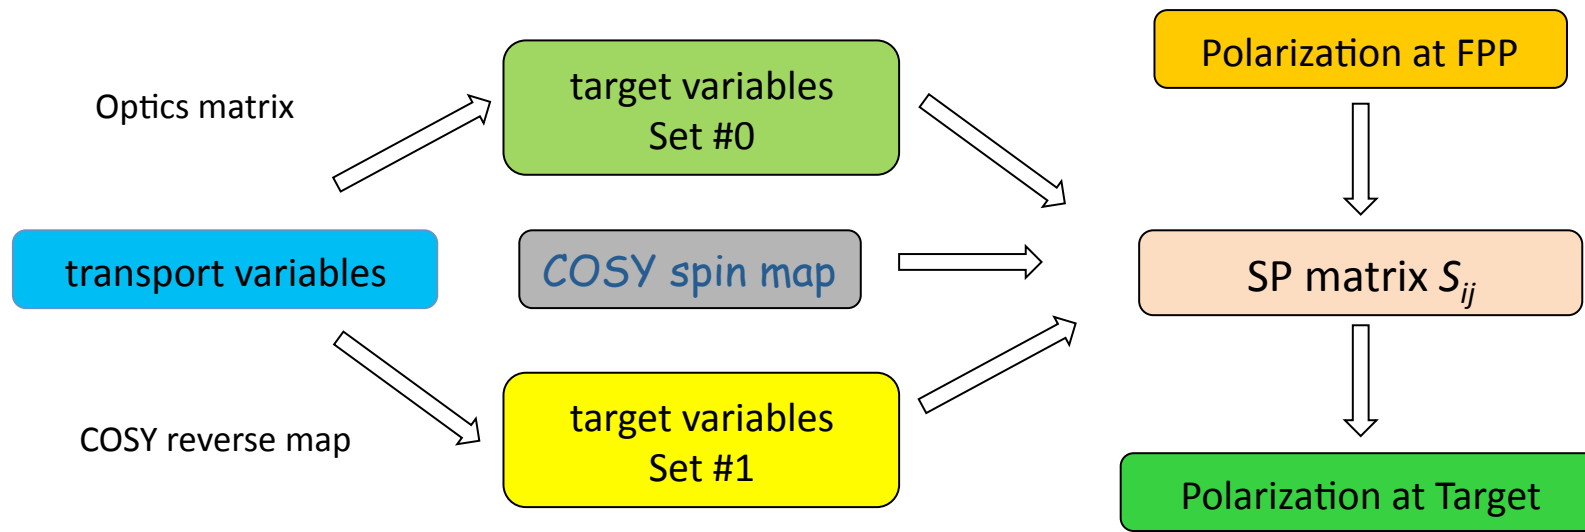 Optics matrix
transport variables
COSY reverse map
target variables
Set #0
COSY spin map
target variables
Set #1
Polarization at FPP
SP matrix Sij
Polarization at Target